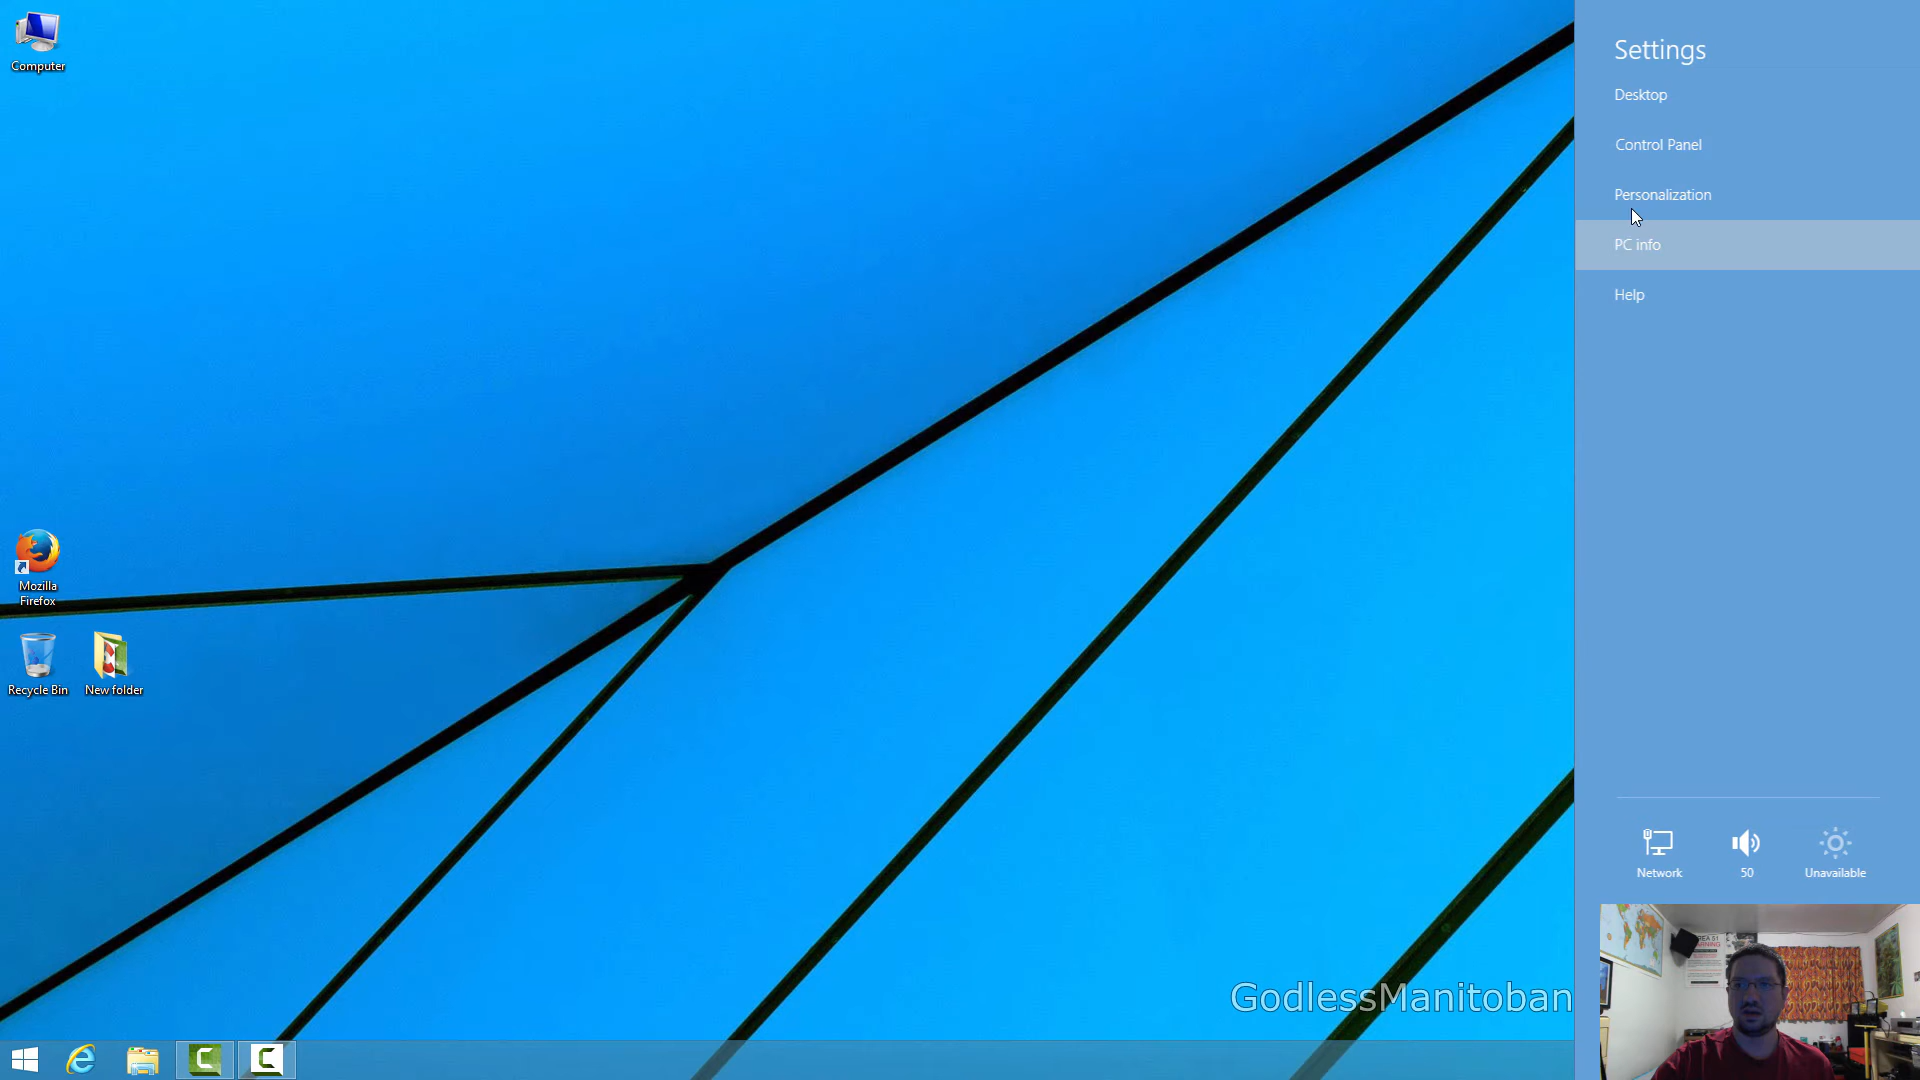 Computer
Mozilla
Firefox
Recycle Bin
New folder
Settings
Desktop
Control Panel
Personalization
PC info
Help
Network
50
Unavailable
GodlessManitoban